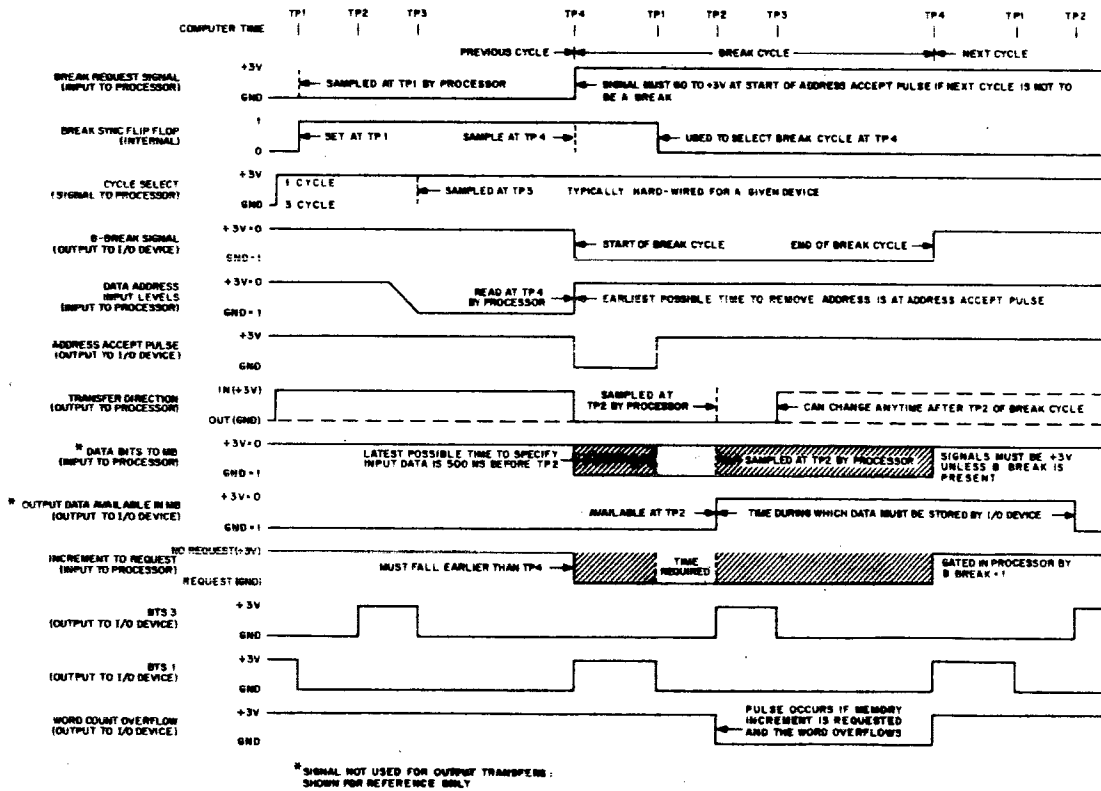 TP1 TP2 TP3 TP4 TP1 TP2 TP3 TP4 TP1 TP2
COMPUTER TIME
PREVIOUS CYCLE BREAK CYCLE NEXT CYCLE
BREAK REQUEST SIGNAL
(INPUT TO PROCESSOR)
+3V
GND
SAMPLED AT TP1 BY PROCESSOR
SIGNAL MUST GO TO +3V AT START OF ADDRESS ACCEPT PULSE IF NEXT CYCLE IS NOT TO
BE A BREAK
BREAK SYNC FLIP FLOP
(INTERNAL)
1
0
SET AT TP1
SAMPLE AT TP4
USED TO SELECT BREAK CYCLE AT TP4
CYCLE SELECT
(SIGNAL TO PROCESSOR)
+3V
GND
1 CYCLE
3 CYCLE
SAMPLED AT TP3
TYPICALLY HARD-WIRED FOR A GIVEN DEVICE
B-BREAK SIGNAL
(OUTPUT TO I/O DEVICE)
+3V=0
GND=1
START OF BREAK CYCLE
END OF BREAK CYCLE
DATA ADDRESS
INPUT LEVELS
(INPUT TO PROCESSOR)
+3V=0
GND=1
READ AT TP4
BY PROCESSOR
EARLIEST POSSIBLE TIME TO REMOVE ADDRESS IS AT ADDRESS ACCEPT PULSE
ADDRESS ACCEPT PULSE
(OUTPUT TO I/O DEVICE)
+3V
GND
TRANSFER DIRECTION
(OUTPUT TO PROCESSOR)
IN(+3V)
OUT(GND)
SAMPLED AT
TP2 BY PROCESSOR
CAN CHANGE ANYTIME AFTER TP2 OF BREAK CYCLE
* DATA BITS TO MB
(INPUT TO PROCESSOR)
+3V=0
GND=1
LATEST POSSIBLE TIME TO SPECIFY
INPUT DATA IS 500 NS BEFORE TP2
SAMPLED AT TP2 BY PROCESSOR
SIGNALS MUST BE +3V
UNLESS B BREAK IS
PRESENT
* OUTPUT DATA AVAILABLE IN MB
(OUTPUT TO I/O DEVICE)
+3V=0
GND=1
AVAILABLE AT TP2
TIME DURING WHICH DATA MUST BE STORED BY I/O DEVICE
INCREMENT TO REQUEST
(INPUT TO PROCESSOR)
NO REQUEST(+3V)
REQUEST(GND)
MUST FALL EARLIER THAN TP4
TIME
REQUIRED
GATED IN PROCESSOR BY
B BREAK=1
BTS 3
(OUTPUT TO I/O DEVICE)
+3V
GND
BTS 1
(OUTPUT TO I/O DEVICE)
+3V
GND
WORD COUNT OVERFLOW
(OUTPUT TO I/O DEVICE)
+3V
GND
PULSE OCCURS IF MEMORY
INCREMENT IS REQUESTED
AND THE WORD OVERFLOWS
* SIGNAL NOT USED FOR OUTPUT TRANSFERS;
SHOWN FOR REFERENCE ONLY